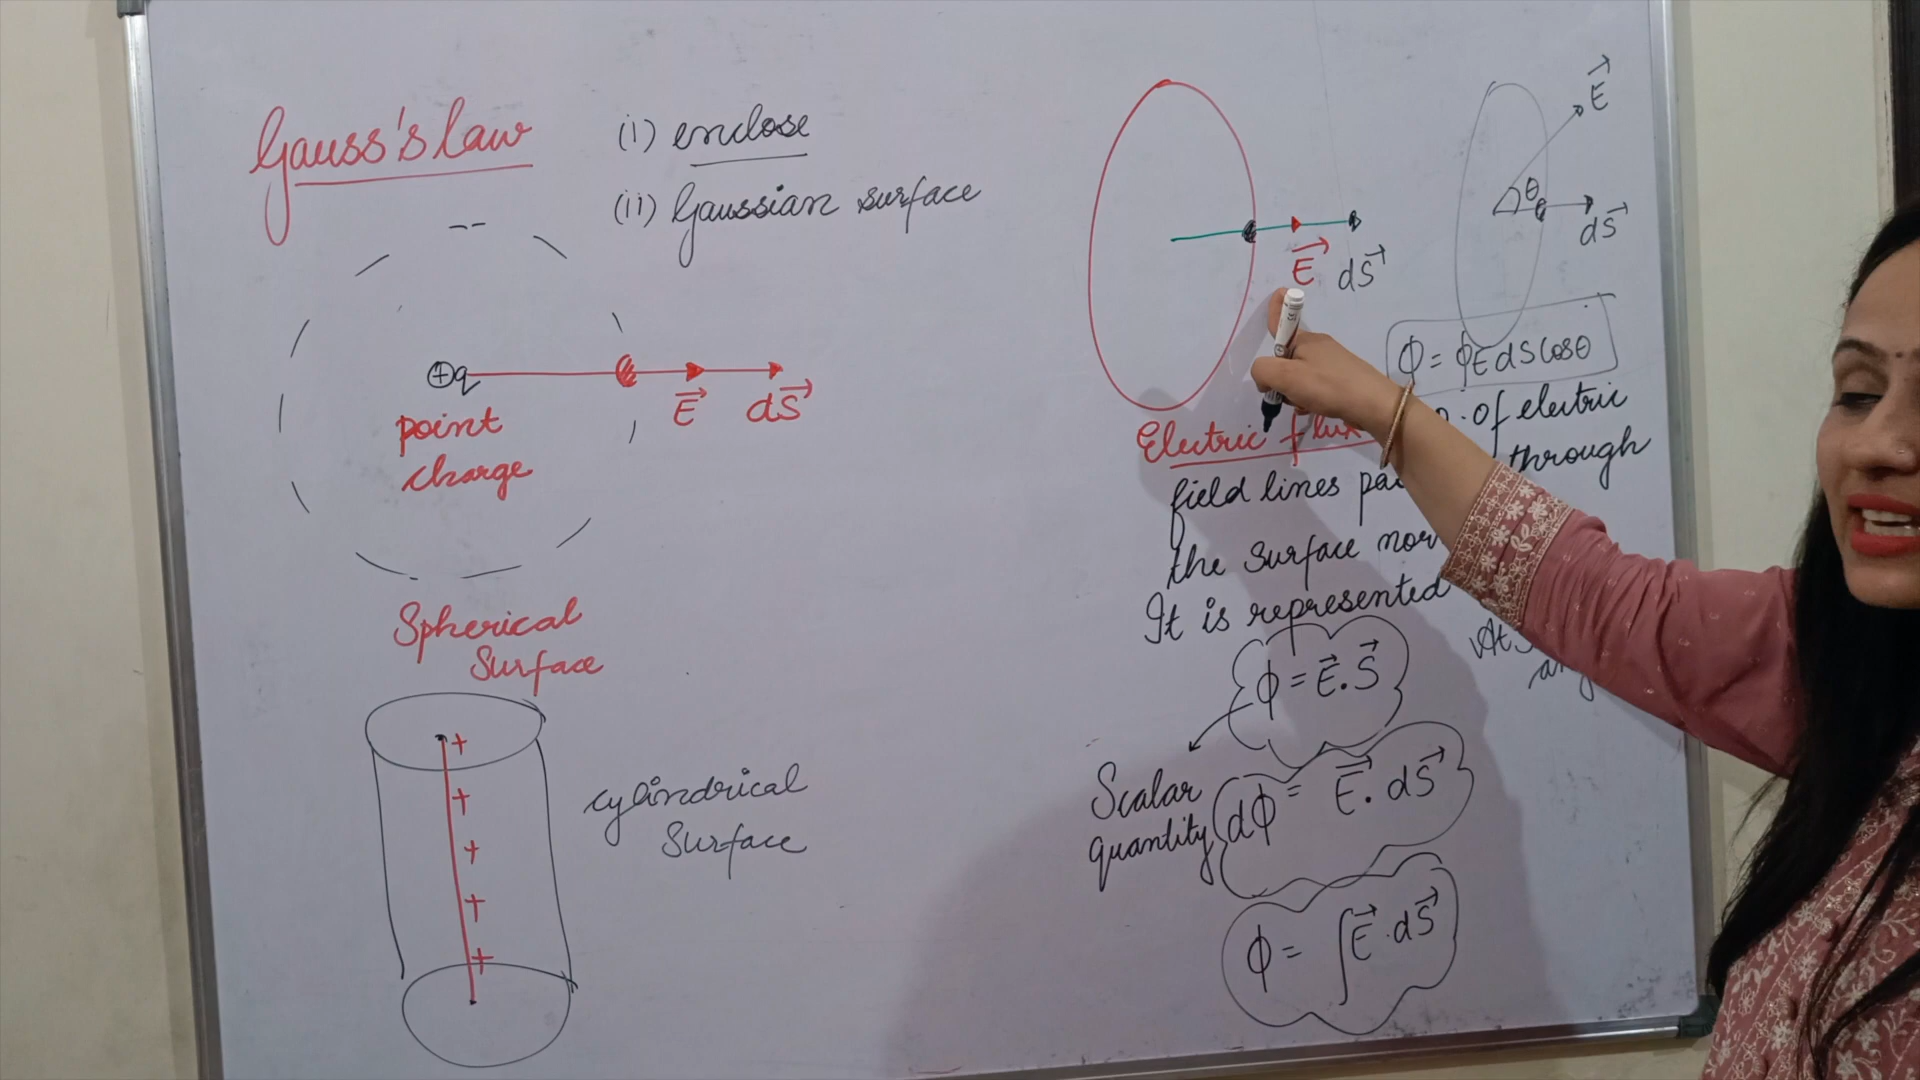 Gauss's law
(i) enclose
(ii) Gaussian surface
⊕q
E⃗ dS⃗
point
charge
Spherical
Surface
+
+
+
+
+
cylindrical
Surface
E⃗ dS⃗
E⃗
θ
dS⃗
ϕ = ∮E dS Cosθ
Electric flux
of electric
field lines through
the surface
It is represented
ϕ = E⃗.S⃗
Scalar
quantity
dϕ = E⃗. dS⃗
ϕ = ∫E⃗.dS⃗